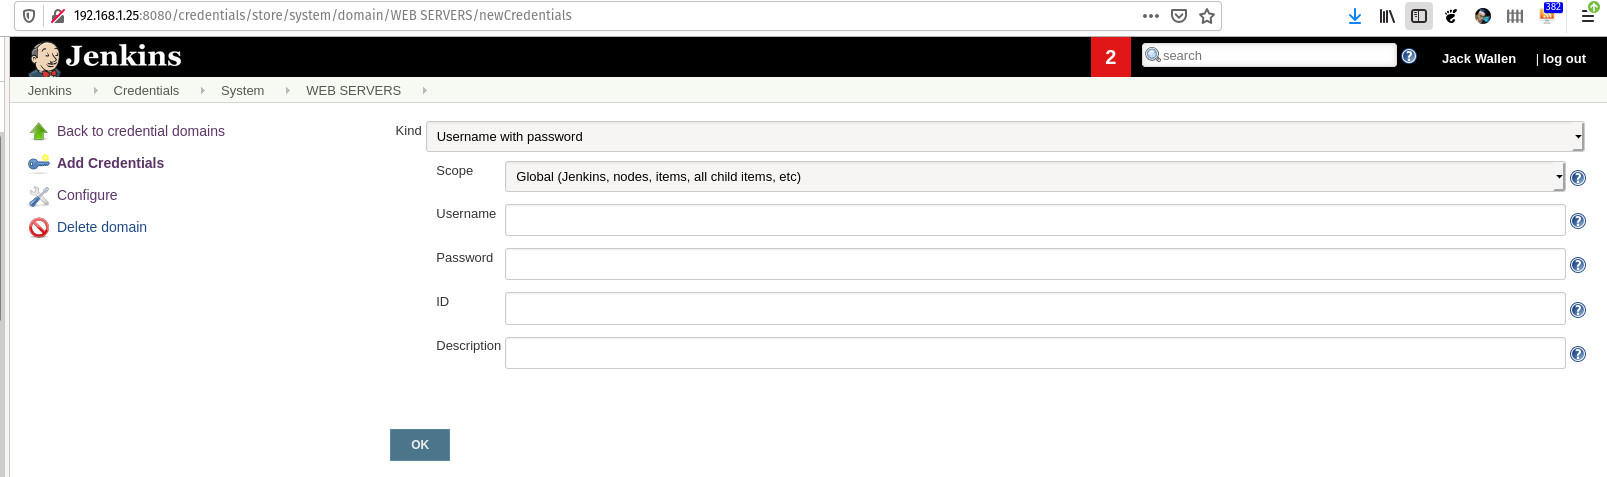 192.168.1.25:8080/credentials/store/system/domain/WEB SERVERS/newCredentials
382
Jenkins
2
search
Jack Wallen
| log out
Jenkins
Credentials
System
WEB SERVERS
Back to credential domains
Add Credentials
Configure
Delete domain
Kind
Username with password
Scope
Global (Jenkins, nodes, items, all child items, etc)
Username
Password
ID
Description
OK